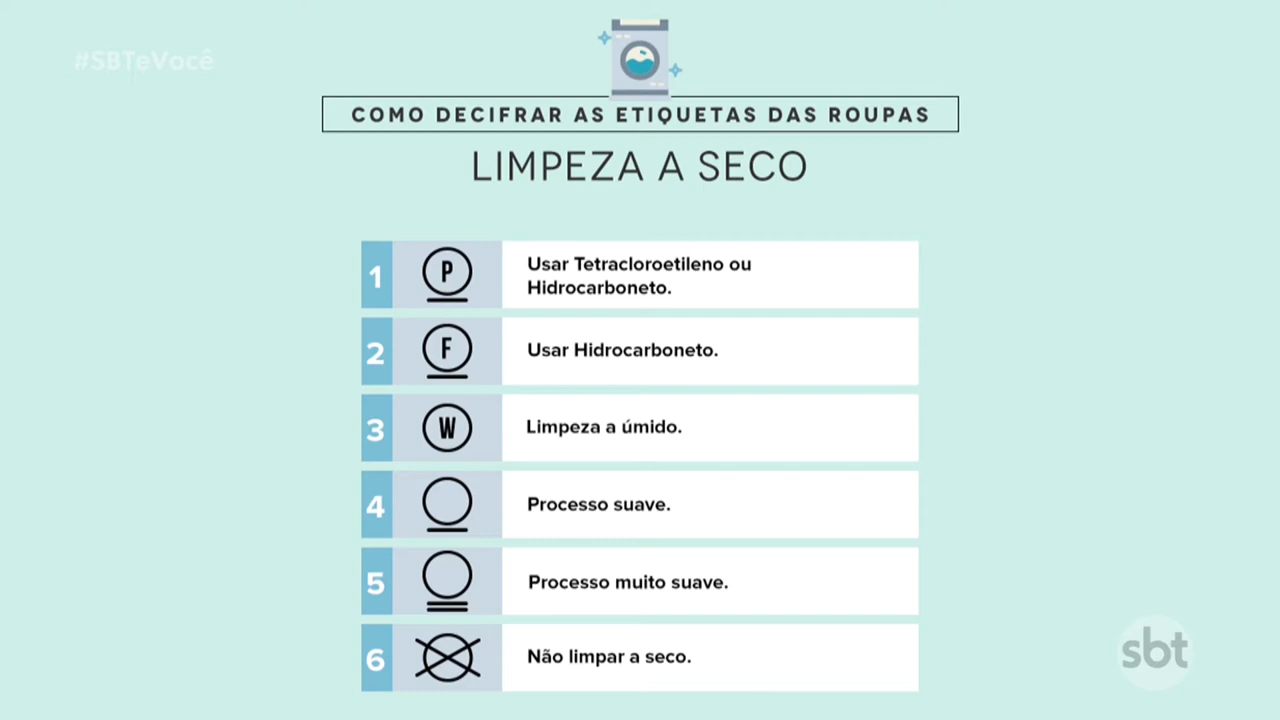 #SBTeVocê
COMO DECIFRAR AS ETIQUETAS DAS ROUPAS
LIMPEZA A SECO
1 P Usar Tetracloroetileno ou
Hidrocarboneto.
2 F Usar Hidrocarboneto.
3 W Limpeza a úmido.
4 Processo suave.
5 Processo muito suave.
6 Não limpar a seco.
sbt